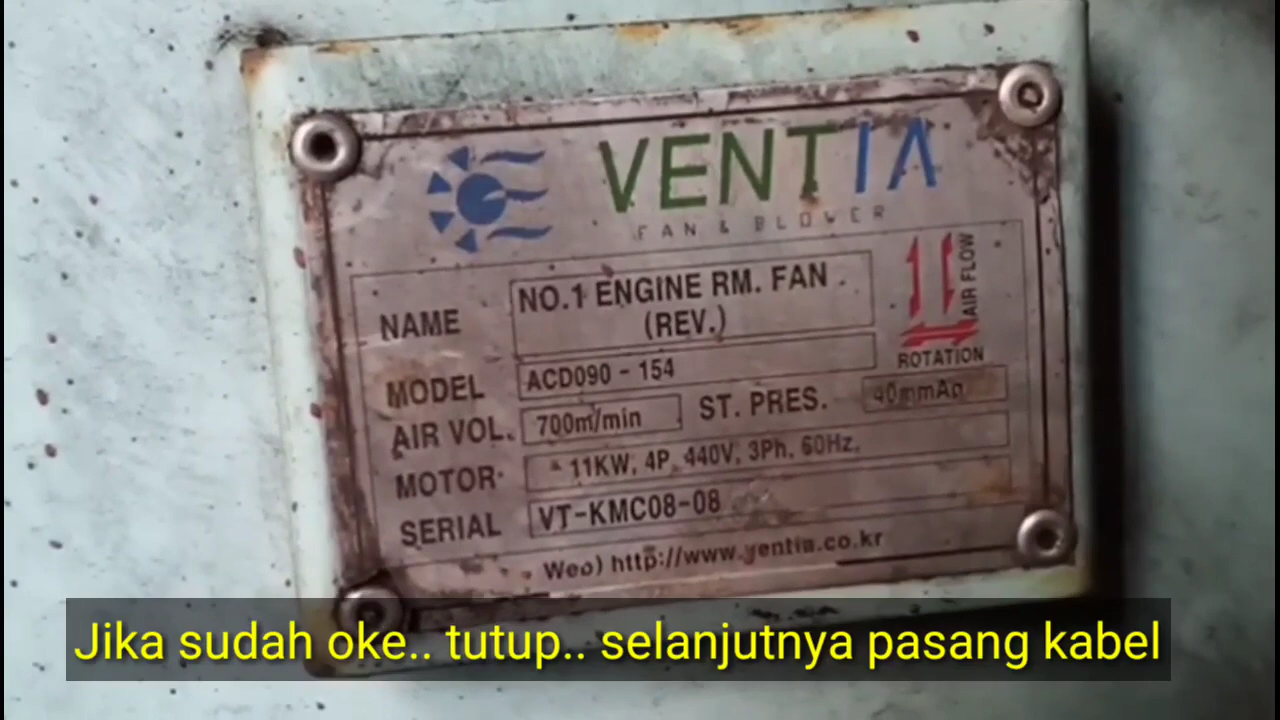 VENTIA
FAN & BLOWER
NAME NO.1 ENGINE RM. FAN
(REV.)
AIR FLOW
ROTATION
MODEL ACD090 - 154
AIR VOL. 700㎥/min ST. PRES. 40mmAq
MOTOR 11KW, 4P, 440V, 3Ph, 60Hz.
SERIAL VT-KMC08-08
Web) http://www.ventia.co.kr
Jika sudah oke.. tutup.. selanjutnya pasang kabel